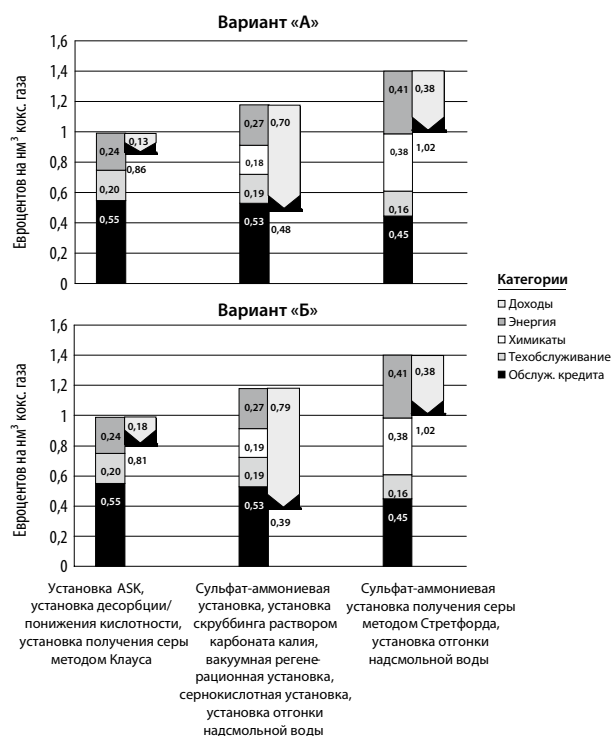 Вариант «А»
Евроцентов на нм³ кокс. газа
1,6
1,4
1,2
1
0,8
0,6
0,4
0,2
0
0,24
0,20
0,55
0,13
0,86
0,27
0,18
0,19
0,53
0,70
0,48
0,41
0,38
0,16
0,45
0,38
1,02
Категории
Доходы
Энергия
Химикаты
Техобслуживание
Обслуж. кредита
Вариант «Б»
Евроцентов на нм³ кокс. газа
1,6
1,4
1,2
1
0,8
0,6
0,4
0,2
0
0,24
0,20
0,55
0,18
0,81
0,27
0,19
0,19
0,53
0,79
0,39
0,41
0,38
0,16
0,45
0,38
1,02
Установка ASK,
установка десорбции/
понижения кислотности,
установка получения серы
методом Клауса
Сульфат-аммониевая
установка, установка
скруббинга раствором
карбоната калия,
вакуумная регене-
рационная установка,
сернокислотная установка,
установка отгонки
надсмольной воды
Сульфат-аммониевая
установка получения серы
методом Стретфорда,
установка отгонки
надсмольной воды